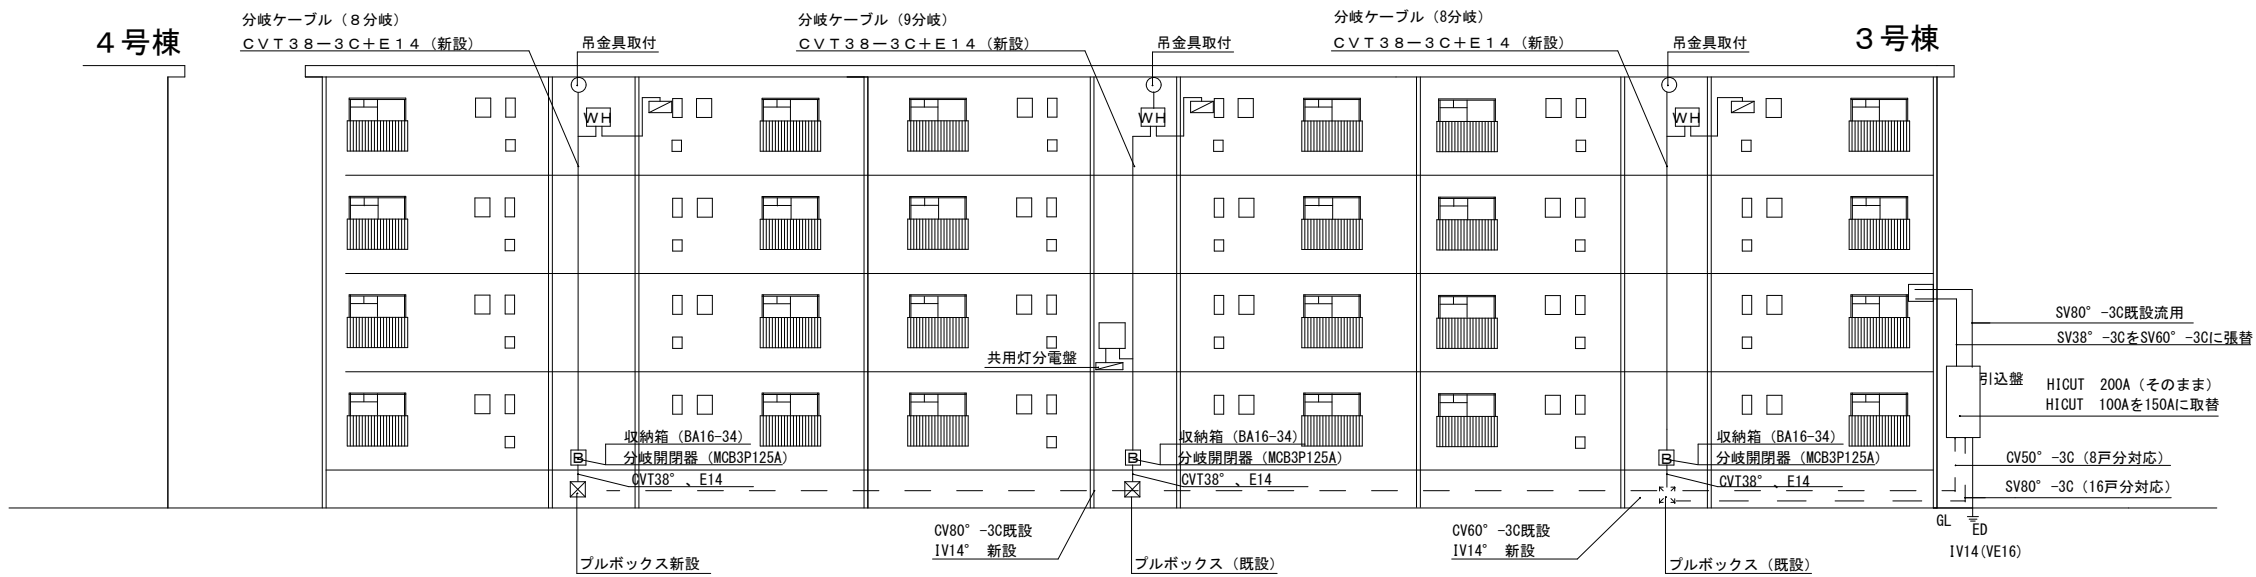 分岐ケーブル（８分岐）
ＣＶＴ３８－３Ｃ＋Ｅ１４（新設）
分岐ケーブル（9分岐）
ＣＶＴ３８－３Ｃ＋Ｅ１４（新設）
分岐ケーブル（8分岐）
ＣＶＴ３８－３Ｃ＋Ｅ１４（新設）
４号棟
吊金具取付
吊金具取付
吊金具取付
３号棟
WH
WH
WH
共用灯分電盤
SV80°-3C既設流用
SV38°-3CをSV60°-3Cに張替
引込盤
HICUT 200A（そのまま）
HICUT 100Aを150Aに取替
収納箱（BA16-34）
分岐開閉器（MCB3P125A）
B
CVT38°、E14
収納箱（BA16-34）
分岐開閉器（MCB3P125A）
B
CVT38°、E14
収納箱（BA16-34）
分岐開閉器（MCB3P125A）
B
CVT38°、E14
CV50°-3C（8戸分対応）
SV80°-3C（16戸分対応）
GL
ED
IV14(VE16)
CV80°-3C既設
IV14° 新設
CV60°-3C既設
IV14° 新設
プルボックス新設
プルボックス（既設）
プルボックス（既設）